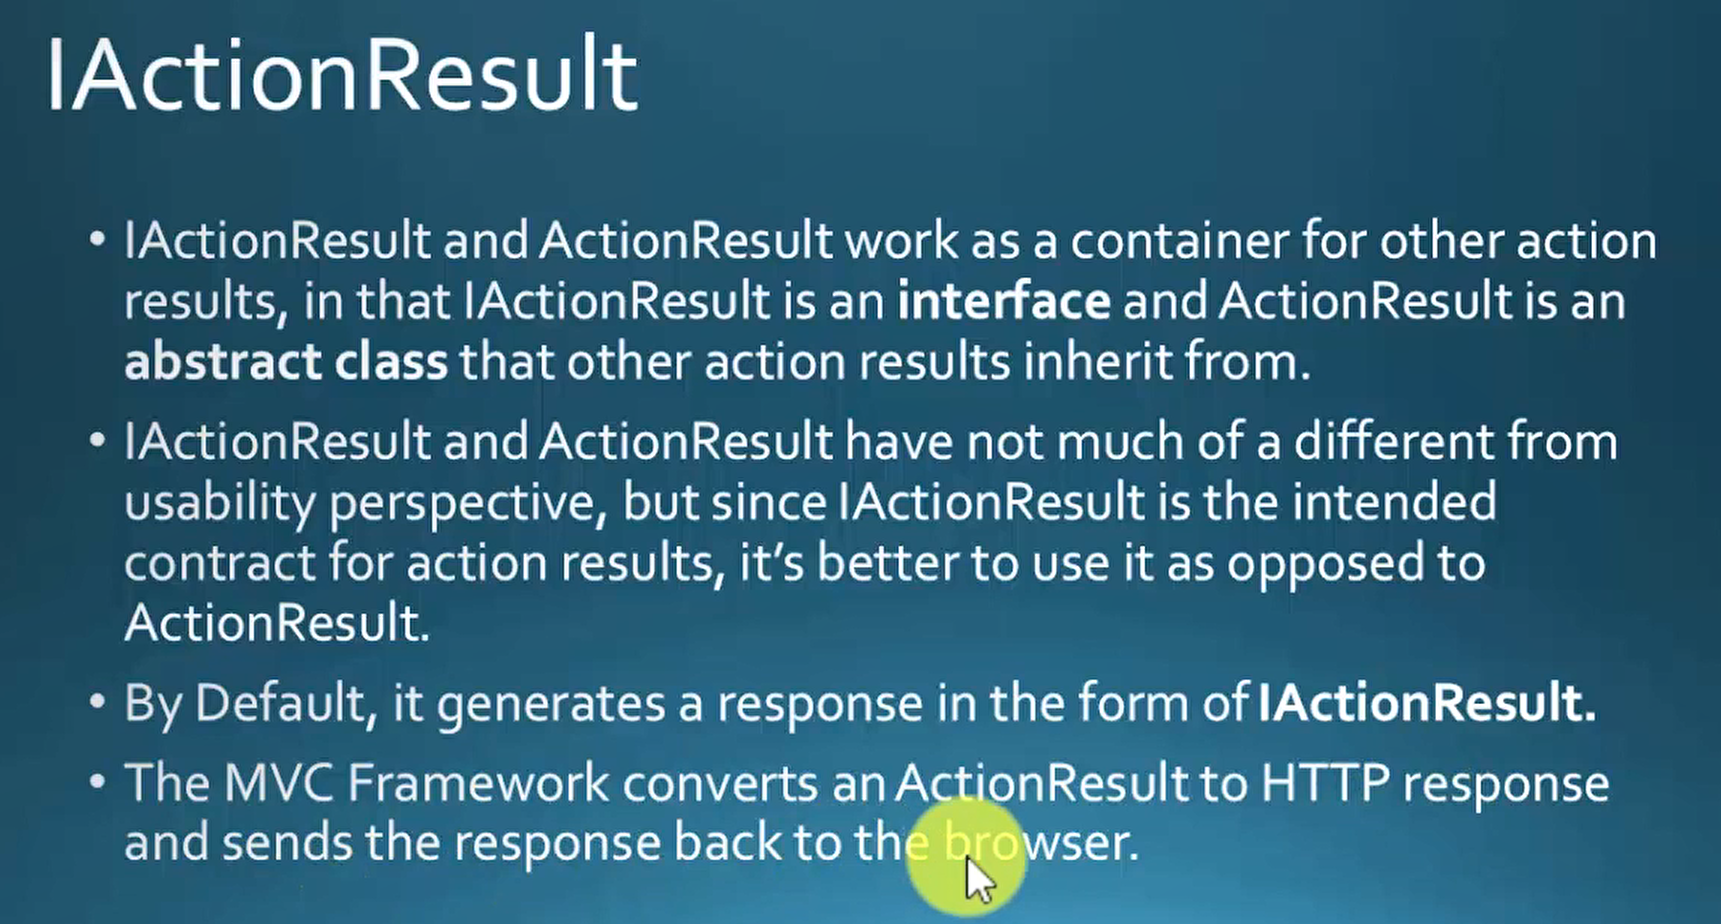 IActionResult
• IActionResult and ActionResult work as a container for other action
results, in that IActionResult is an interface and ActionResult is an
abstract class that other action results inherit from.
• IActionResult and ActionResult have not much of a different from
usability perspective, but since IActionResult is the intended
contract for action results, it’s better to use it as opposed to
ActionResult.
• By Default, it generates a response in the form of IActionResult.
• The MVC Framework converts an ActionResult to HTTP response
and sends the response back to the browser.